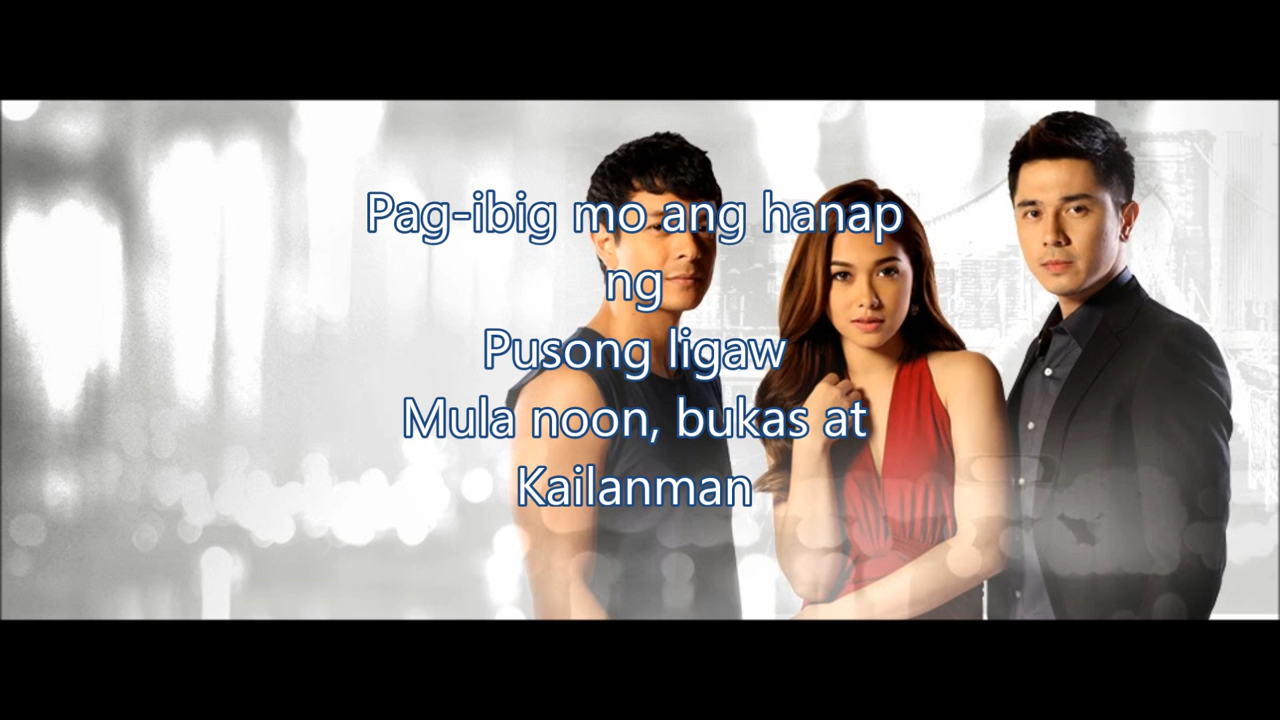 Pag-ibig mo ang hanap
ng
Pusong ligaw
Mula noon, bukas at
Kailanman